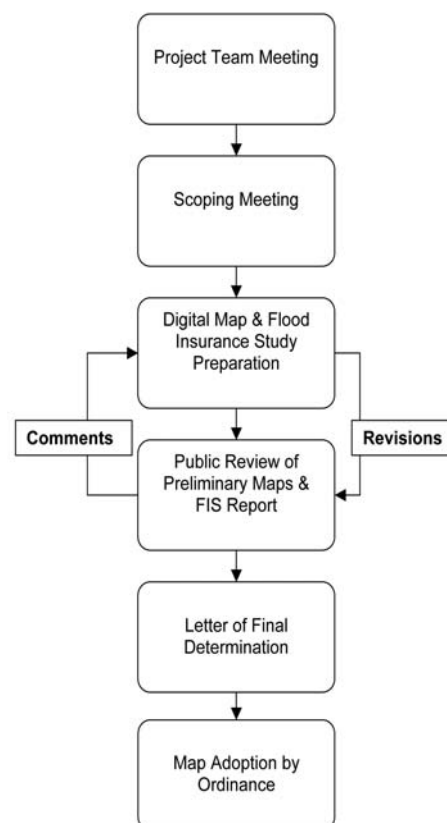 Project Team Meeting
Scoping Meeting
Digital Map & Flood
Insurance Study
Preparation
Comments
Revisions
Public Review of
Preliminary Maps &
FIS Report
Letter of Final
Determination
Map Adoption by
Ordinance